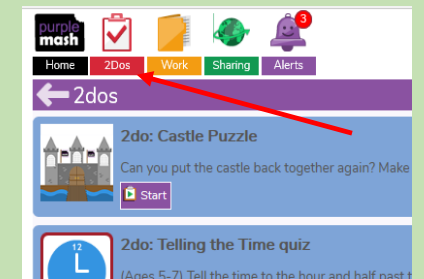 purple
mash
3
Home 2Dos Work Sharing Alerts
2dos
2do: Castle Puzzle
Can you put the castle back together again? Make
Start
12
2do: Telling the Time quiz
(Ages 5-7) Tell the time to the hour and half past t